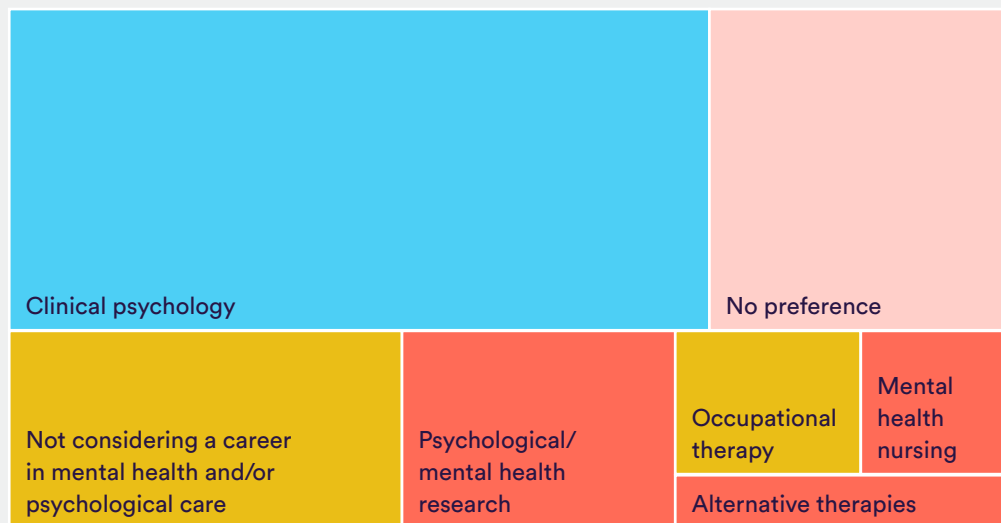 Clinical psychology
No preference
Not considering a career
in mental health and/or
psychological care
Psychological/
mental health
research
Occupational
therapy
Mental
health
nursing
Alternative therapies